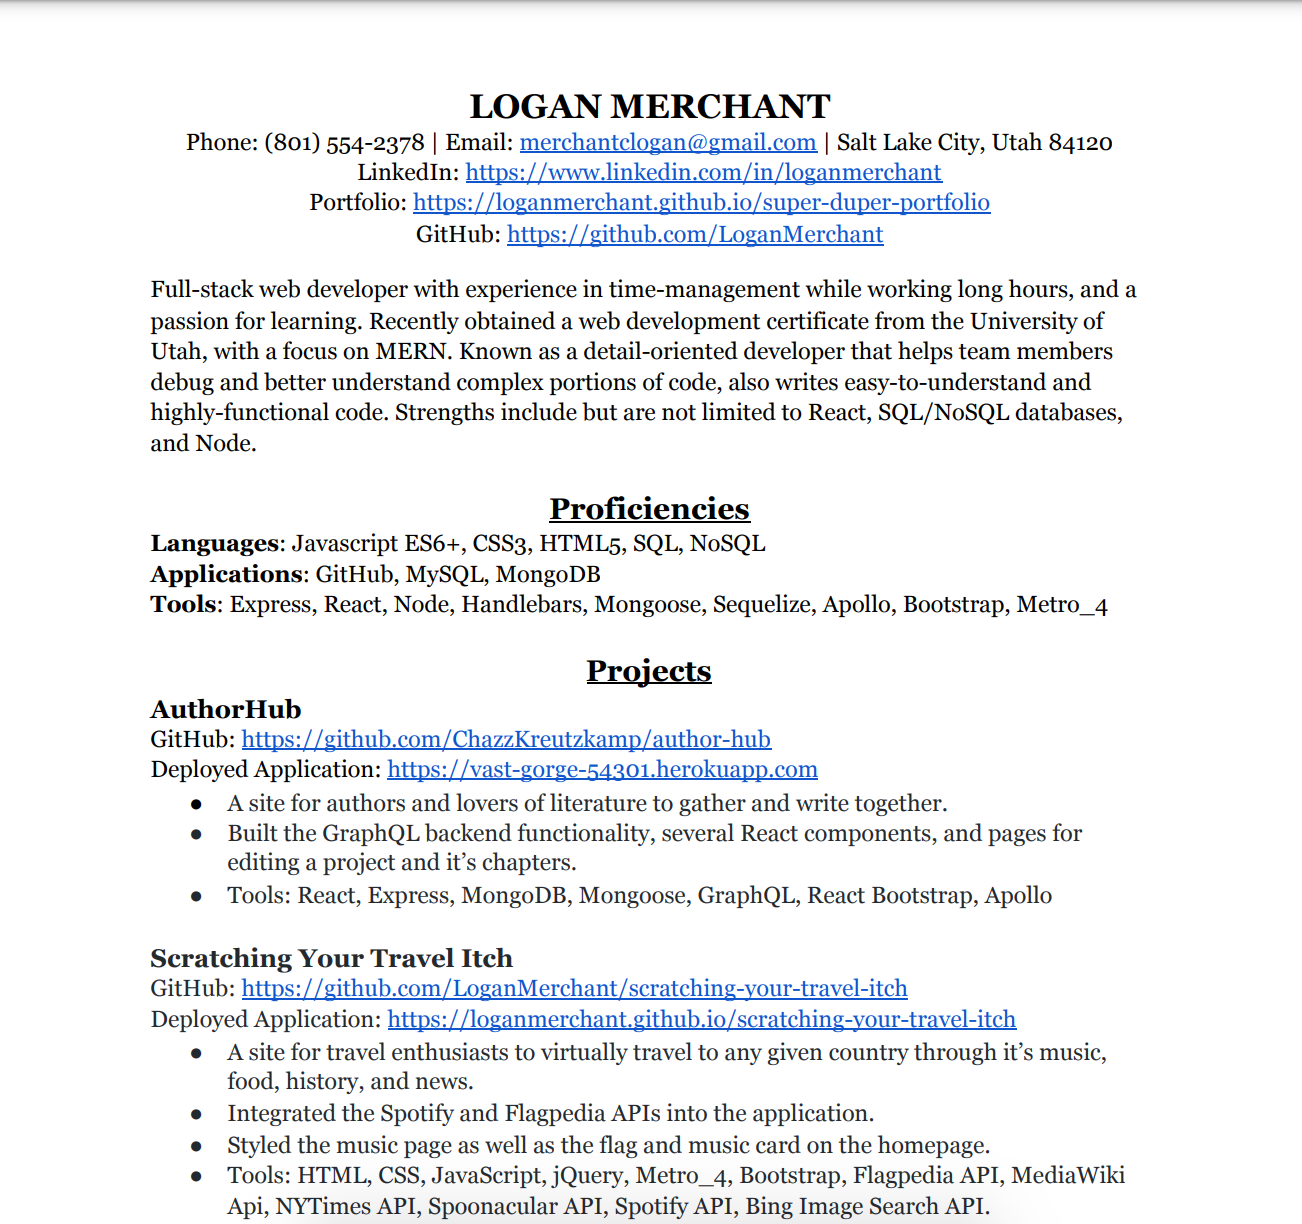 LOGAN MERCHANT
Phone: (801) 554-2378 | Email: merchantclogan@gmail.com | Salt Lake City, Utah 84120
LinkedIn: https://www.linkedin.com/in/loganmerchant
Portfolio: https://loganmerchant.github.io/super-duper-portfolio
GitHub: https://github.com/LoganMerchant
Full-stack web developer with experience in time-management while working long hours, and a
passion for learning. Recently obtained a web development certificate from the University of
Utah, with a focus on MERN. Known as a detail-oriented developer that helps team members
debug and better understand complex portions of code, also writes easy-to-understand and
highly-functional code. Strengths include but are not limited to React, SQL/NoSQL databases,
and Node.
Proficiencies
Languages: Javascript ES6+, CSS3, HTML5, SQL, NoSQL
Applications: GitHub, MySQL, MongoDB
Tools: Express, React, Node, Handlebars, Mongoose, Sequelize, Apollo, Bootstrap, Metro_4
Projects
AuthorHub
GitHub: https://github.com/ChazzKreutzkamp/author-hub
Deployed Application: https://vast-gorge-54301.herokuapp.com
● A site for authors and lovers of literature to gather and write together.
● Built the GraphQL backend functionality, several React components, and pages for
editing a project and it’s chapters.
● Tools: React, Express, MongoDB, Mongoose, GraphQL, React Bootstrap, Apollo
Scratching Your Travel Itch
GitHub: https://github.com/LoganMerchant/scratching-your-travel-itch
Deployed Application: https://loganmerchant.github.io/scratching-your-travel-itch
● A site for travel enthusiasts to virtually travel to any given country through it’s music,
food, history, and news.
● Integrated the Spotify and Flagpedia APIs into the application.
● Styled the music page as well as the flag and music card on the homepage.
● Tools: HTML, CSS, JavaScript, jQuery, Metro_4, Bootstrap, Flagpedia API, MediaWiki
Api, NYTimes API, Spoonacular API, Spotify API, Bing Image Search API.